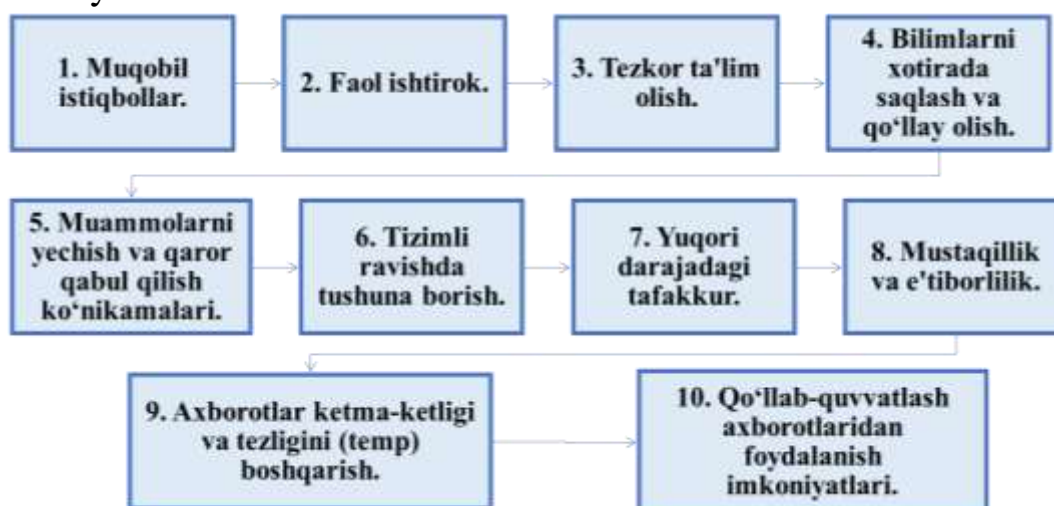 1. Muqobil
istiqbollar.
2. Faol ishtirok.
3. Tezkor ta'lim
olish.
4. Bilimlarni
xotirada
saqlash va
qo‘llay olish.
5. Muammolarni
yechish va qaror
qabul qilish
ko‘nikamalari.
6. Tizimli
ravishda
tushuna borish.
7. Yuqori
darajadagi
tafakkur.
8. Mustaqillik
va e'tiborlilik.
9. Axborotlar ketma-ketligi
va tezligini (temp)
boshqarish.
10. Qo‘llab-quvvatlash
axborotlaridan
foydalanish
imkoniyatlari.